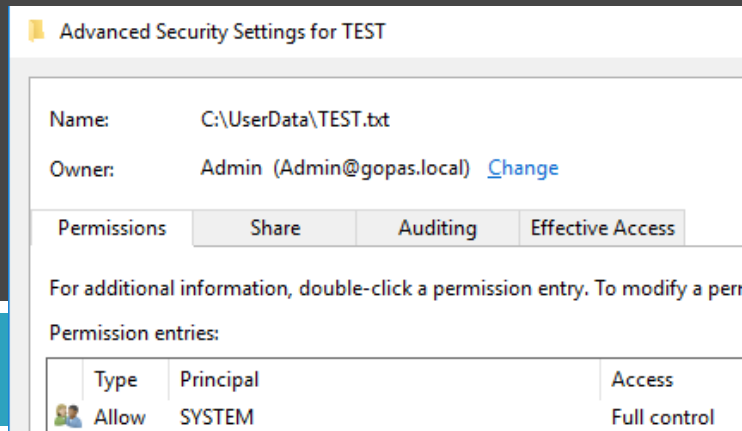 Advanced Security Settings for TEST
Name: C:\UserData\TEST.txt
Owner: Admin (Admin@gopas.local) Change
Permissions Share Auditing Effective Access
For additional information, double-click a permission entry. To modify a
Permission entries:
Type Principal Access
Allow SYSTEM Full control